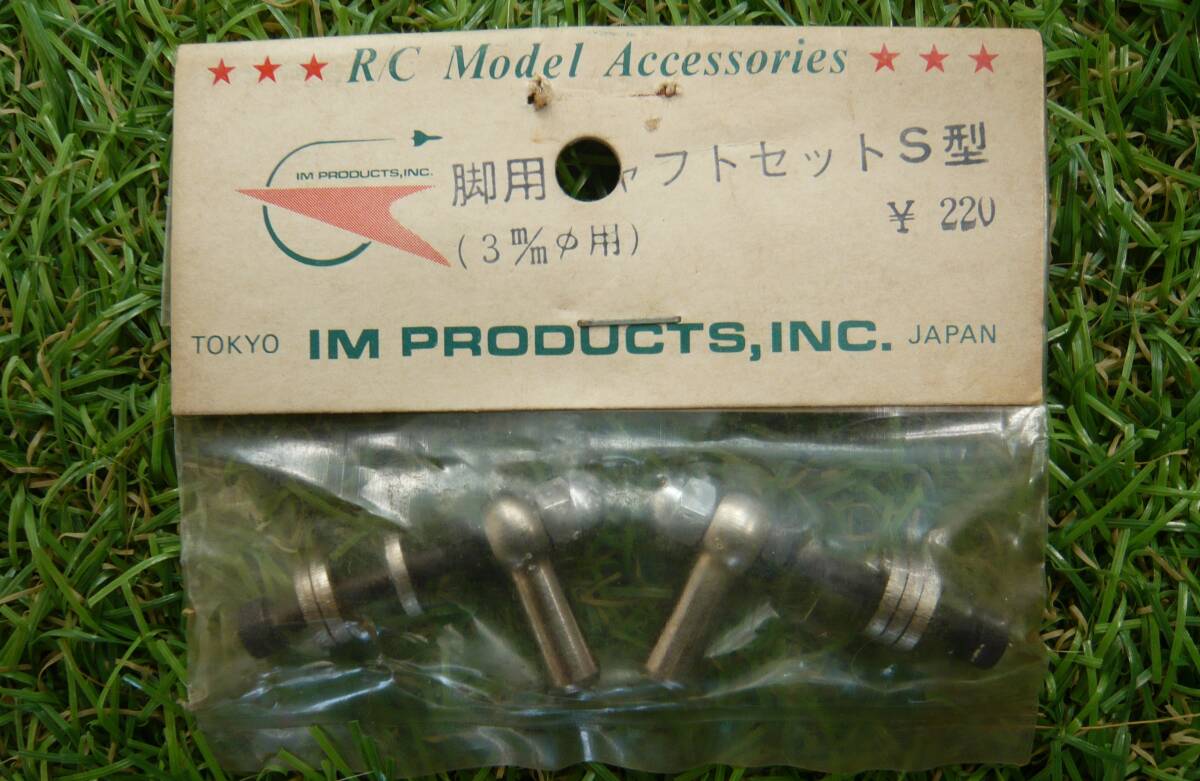 ★ ★ ★ R/C Model Accessories ★ ★ ★
IM PRODUCTS,INC.
脚用 ャフトセットS型
(3m/mφ用)
¥ 220
TOKYO IM PRODUCTS,INC. JAPAN